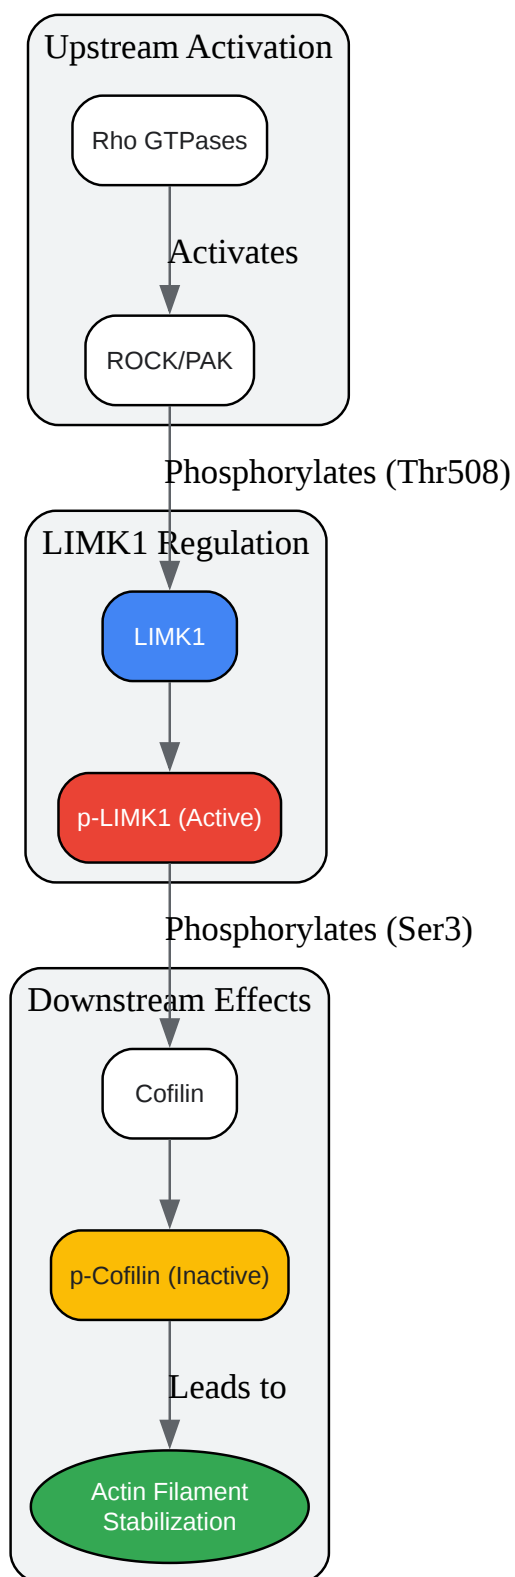 Upstream Activation
Rho GTPases
Activates
ROCK/PAK
Phosphorylates (Thr508)
LIMK1 Regulation
LIMK1
p-LIMK1 (Active)
Phosphorylates (Ser3)
Downstream Effects
Cofilin
p-Cofilin (Inactive)
Leads to
Actin Filament
Stabilization